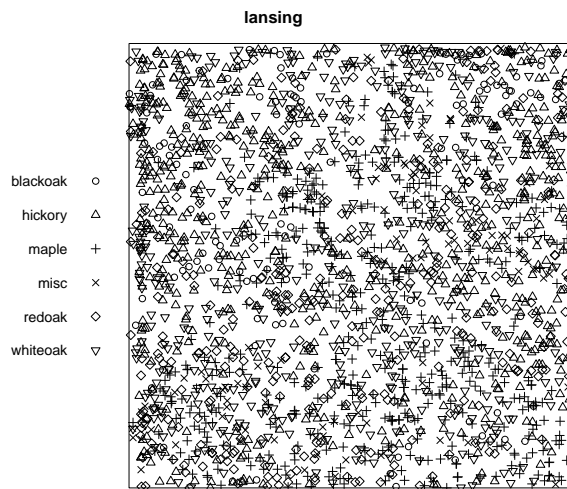 lansing
blackoak
hickory
maple
misc
redoak
whiteoak